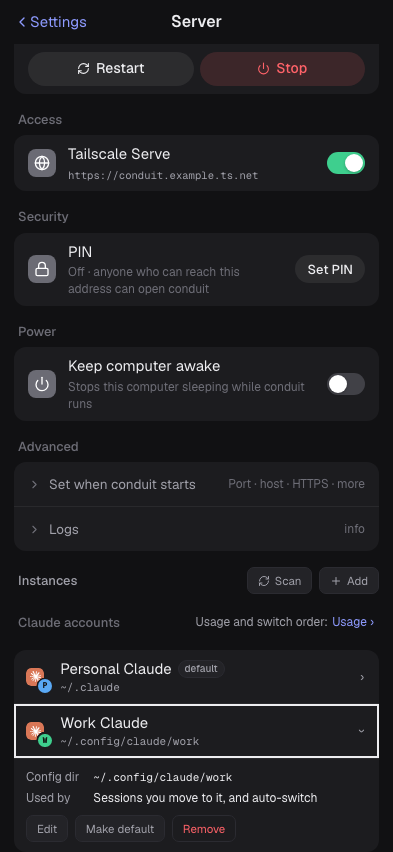 Settings
Server
Restart
Stop
Access
Tailscale Serve
https://conduit.example.ts.net
Security
PIN
Off · anyone who can reach this
address can open conduit
Set PIN
Power
Keep computer awake
Stops this computer sleeping while conduit
runs
Advanced
Set when conduit starts
Port · host · HTTPS · more
Logs
info
Instances
Scan
Add
Claude accounts
Usage and switch order: Usage ›
Personal Claude default
P
~/.claude
Work Claude
W
~/.config/claude/work
Config dir ~/.config/claude/work
Used by Sessions you move to it, and auto-switch
Edit
Make default
Remove